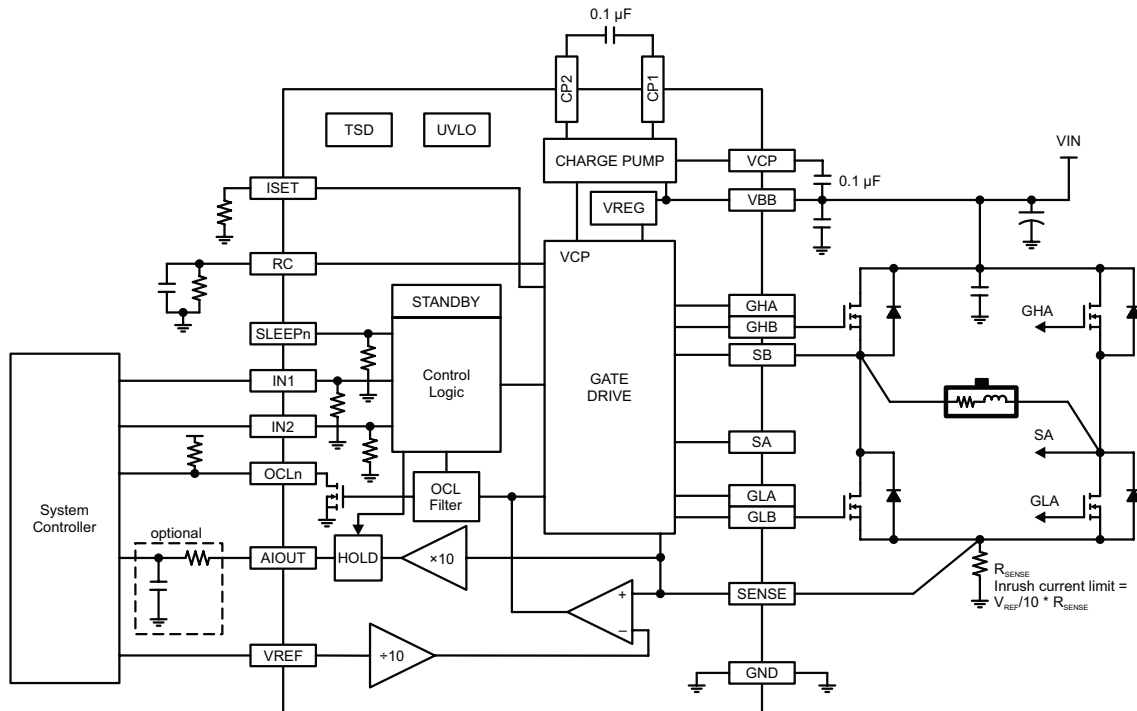 0.1 µF
CP2
CP1
TSD
UVLO
CHARGE PUMP
VCP
VIN
0.1 µF
ISET
VREG
VBB
RC
VCP
STANDBY
GHA
GHB
GHA
SLEEPn
SB
IN1
Control
Logic
GATE
DRIVE
IN2
SA
SA
OCLn
OCL
Filter
GLA
GLB
GLA
System
Controller
optional
AIOUT
HOLD
×10
RSENSE
Inrush current limit =
VREF/10 * RSENSE
SENSE
+
–
VREF
÷10
GND